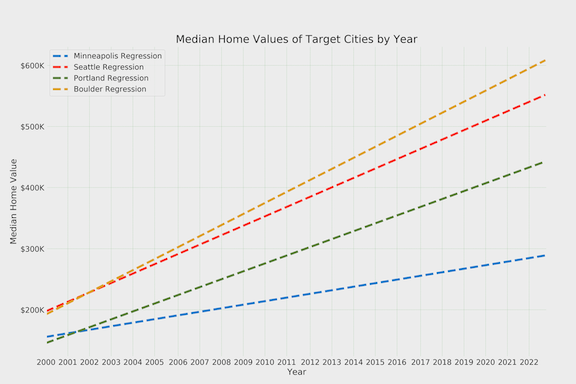 Median Home Values of Target Cities by Year
Minneapolis Regression
Seattle Regression
Portland Regression
Boulder Regression
$600K
$500K
$400K
$300K
$200K
Median Home Value
2000 2001 2002 2003 2004 2005 2006 2007 2008 2009 2010 2011 2012 2013 2014 2015 2016 2017 2018 2019 2020 2021 2022
Year